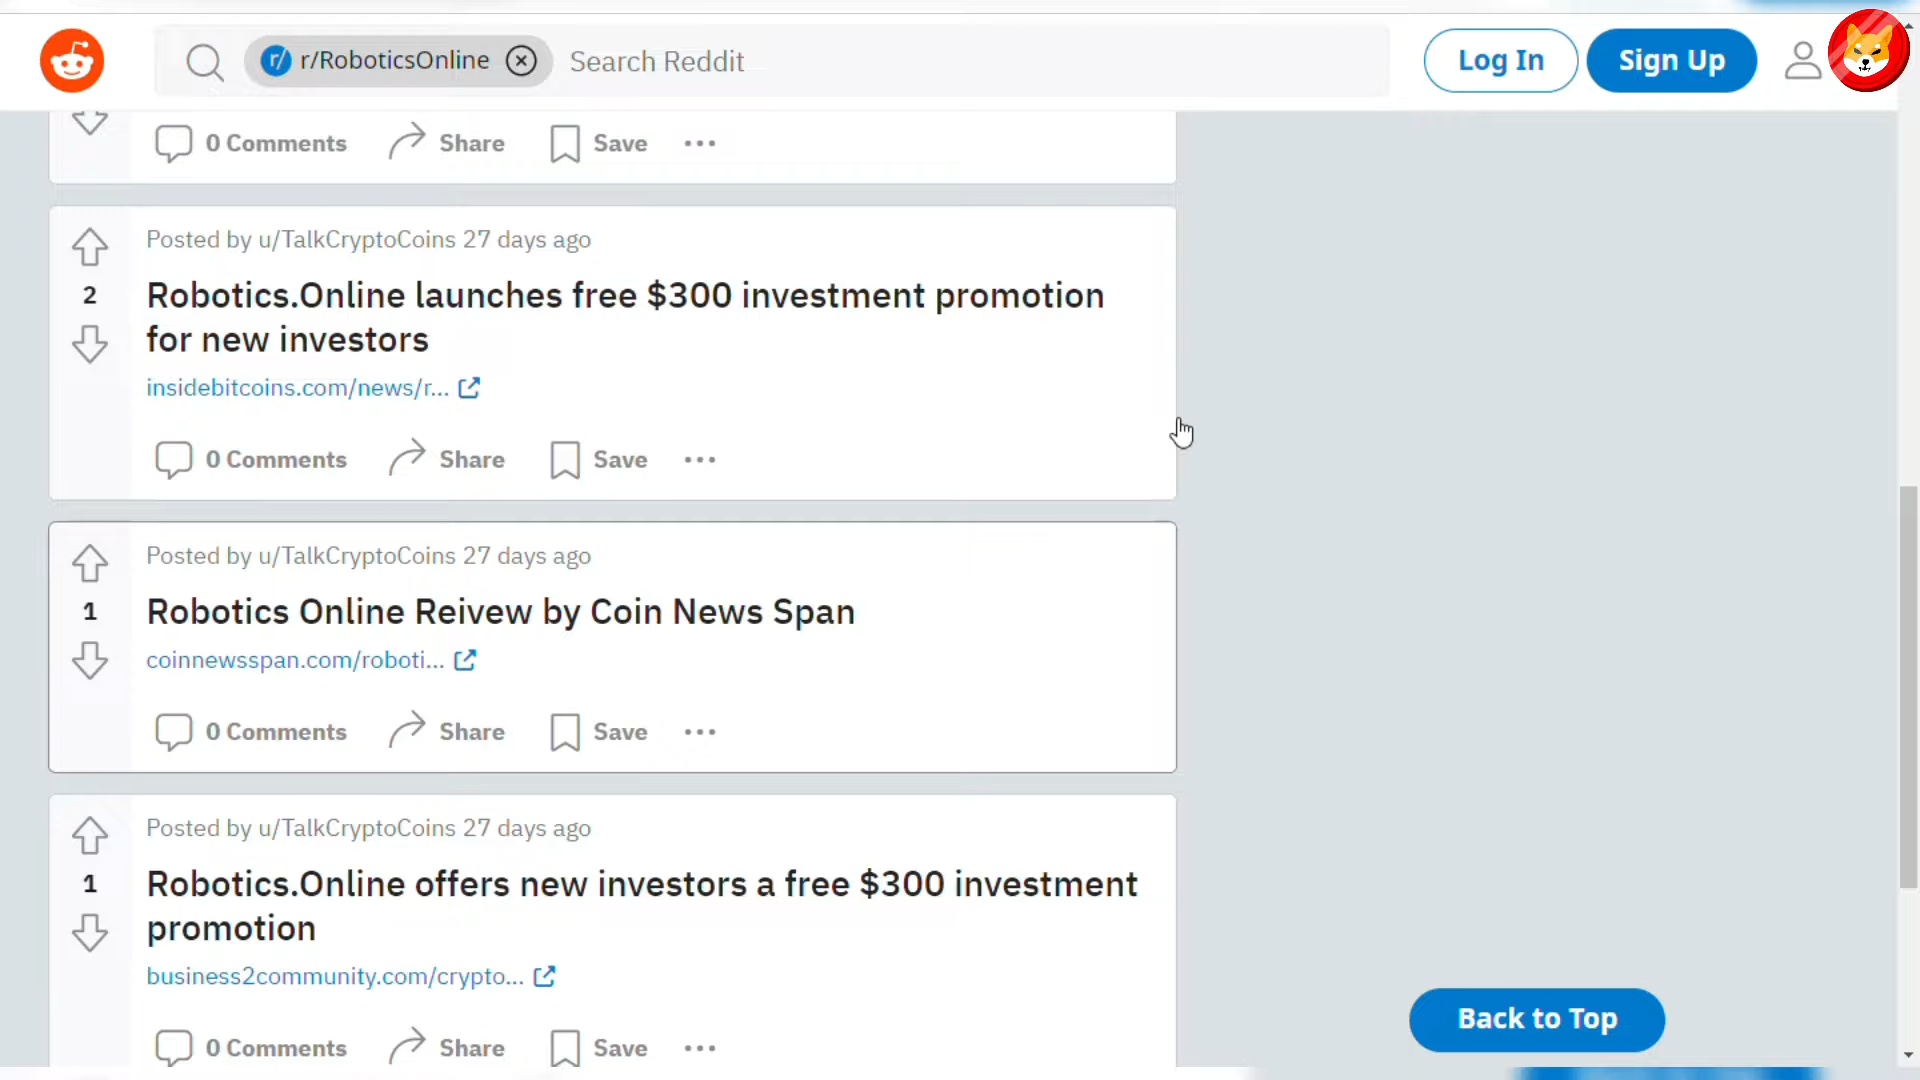 r/ r/RoboticsOnline Search Reddit Log In Sign Up
0 Comments Share Save
Posted by u/TalkCryptoCoins 27 days ago
2
Robotics.Online launches free $300 investment promotion
for new investors
insidebitcoins.com/news/r...
0 Comments Share Save
Posted by u/TalkCryptoCoins 27 days ago
1
Robotics Online Reivew by Coin News Span
coinnewsspan.com/roboti...
0 Comments Share Save
Posted by u/TalkCryptoCoins 27 days ago
1
Robotics.Online offers new investors a free $300 investment
promotion
business2community.com/crypto...
Back to Top
0 Comments Share Save